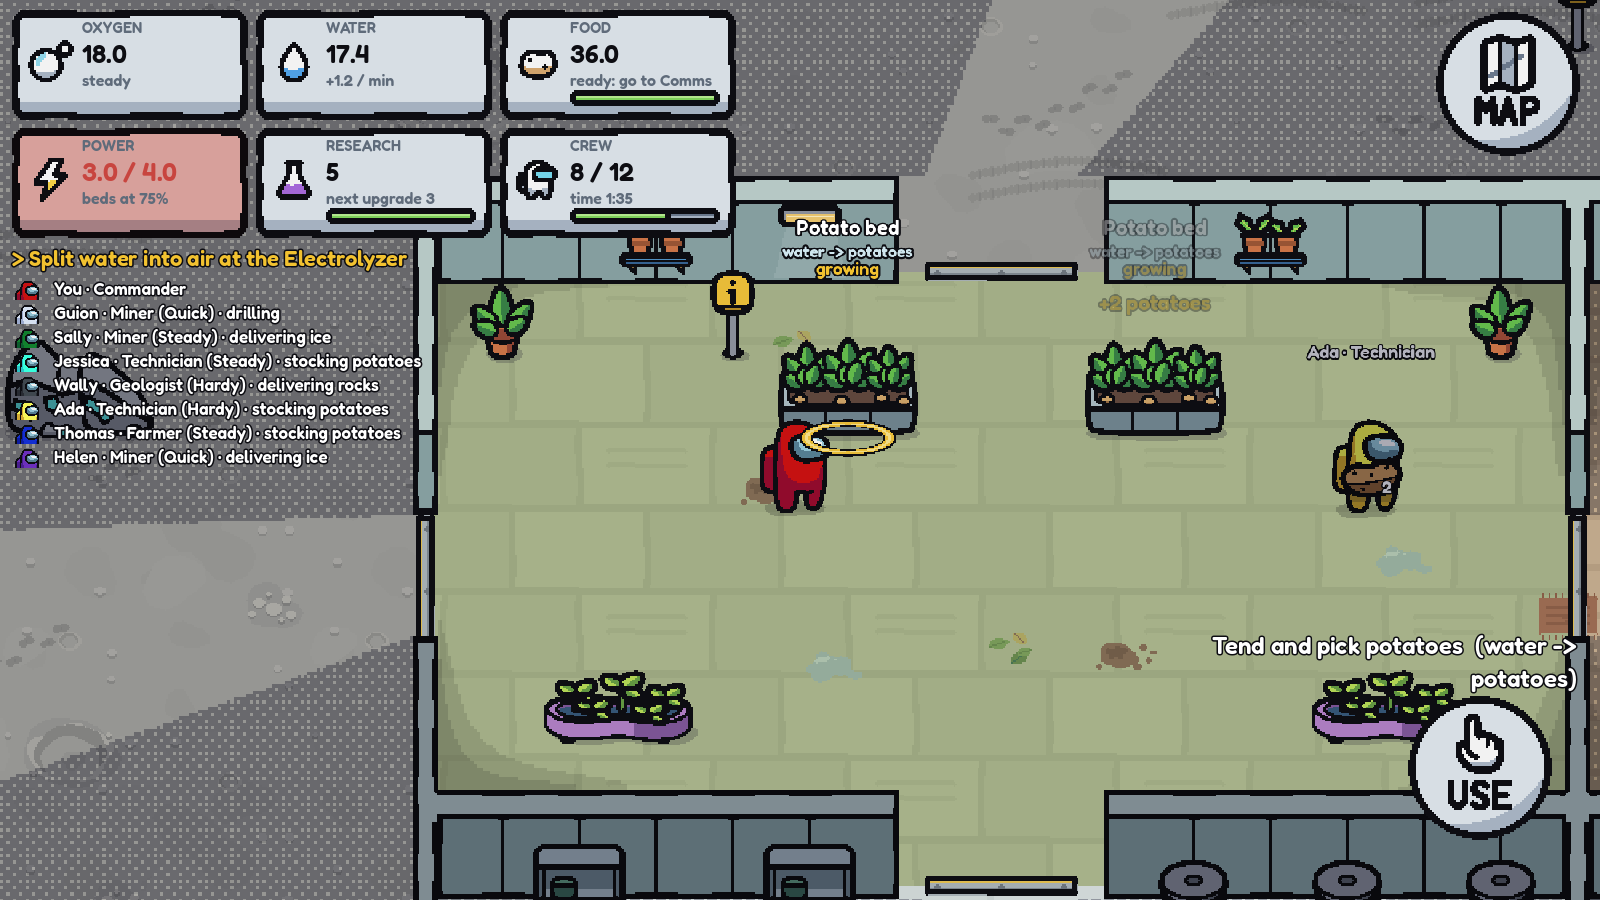 OXYGEN
18.0
steady
WATER
17.4
+1.2 / min
FOOD
36.0
ready: go to Comms
POWER
3.0 / 4.0
beds at 75%
RESEARCH
5
next upgrade 3
CREW
8 / 12
time 1:35
MAP
> Split water into air at the Electrolyzer
You · Commander
Guion · Miner (Quick) · drilling
Sally · Miner (Steady) · delivering ice
Jessica · Technician (Steady) · stocking potatoes
Wally · Geologist (Hardy) · delivering rocks
Ada · Technician (Hardy) · stocking potatoes
Thomas · Farmer (Steady) · stocking potatoes
Helen · Miner (Quick) · delivering ice
Potato bed
water -> potatoes
growing
Potato bed
water -> potatoes
growing
+2 potatoes
i
Ada · Technician
2
Tend and pick potatoes (water ->
potatoes)
USE